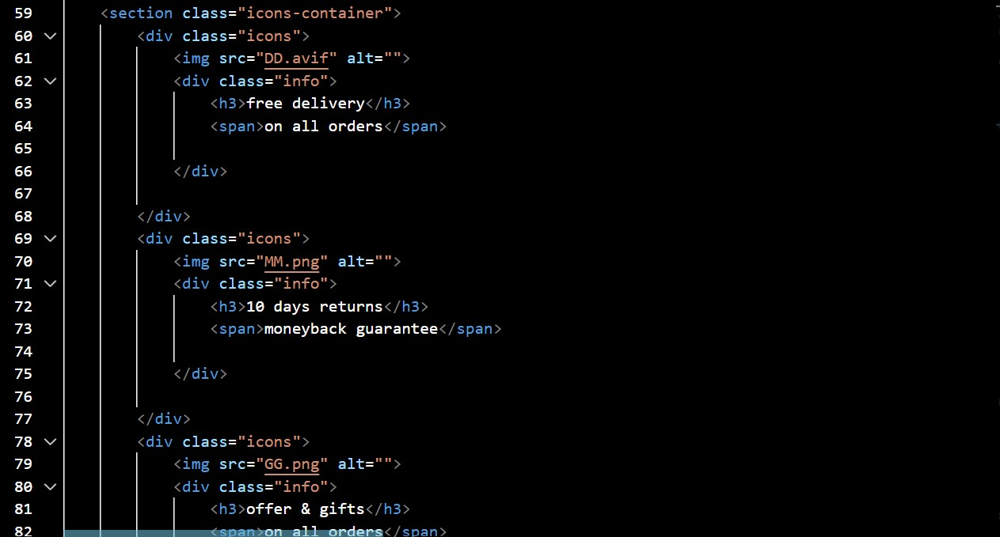 59 <section class="icons-container">
60 <div class="icons">
61 <img src="DD.avif" alt="">
62 <div class="info">
63 <h3>free delivery</h3>
64 <span>on all orders</span>
65
66 </div>
67
68 </div>
69 <div class="icons">
70 <img src="MM.png" alt="">
71 <div class="info">
72 <h3>10 days returns</h3>
73 <span>moneyback guarantee</span>
74
75 </div>
76
77 </div>
78 <div class="icons">
79 <img src="GG.png" alt="">
80 <div class="info">
81 <h3>offer & gifts</h3>
82 <span>on all orders</span>